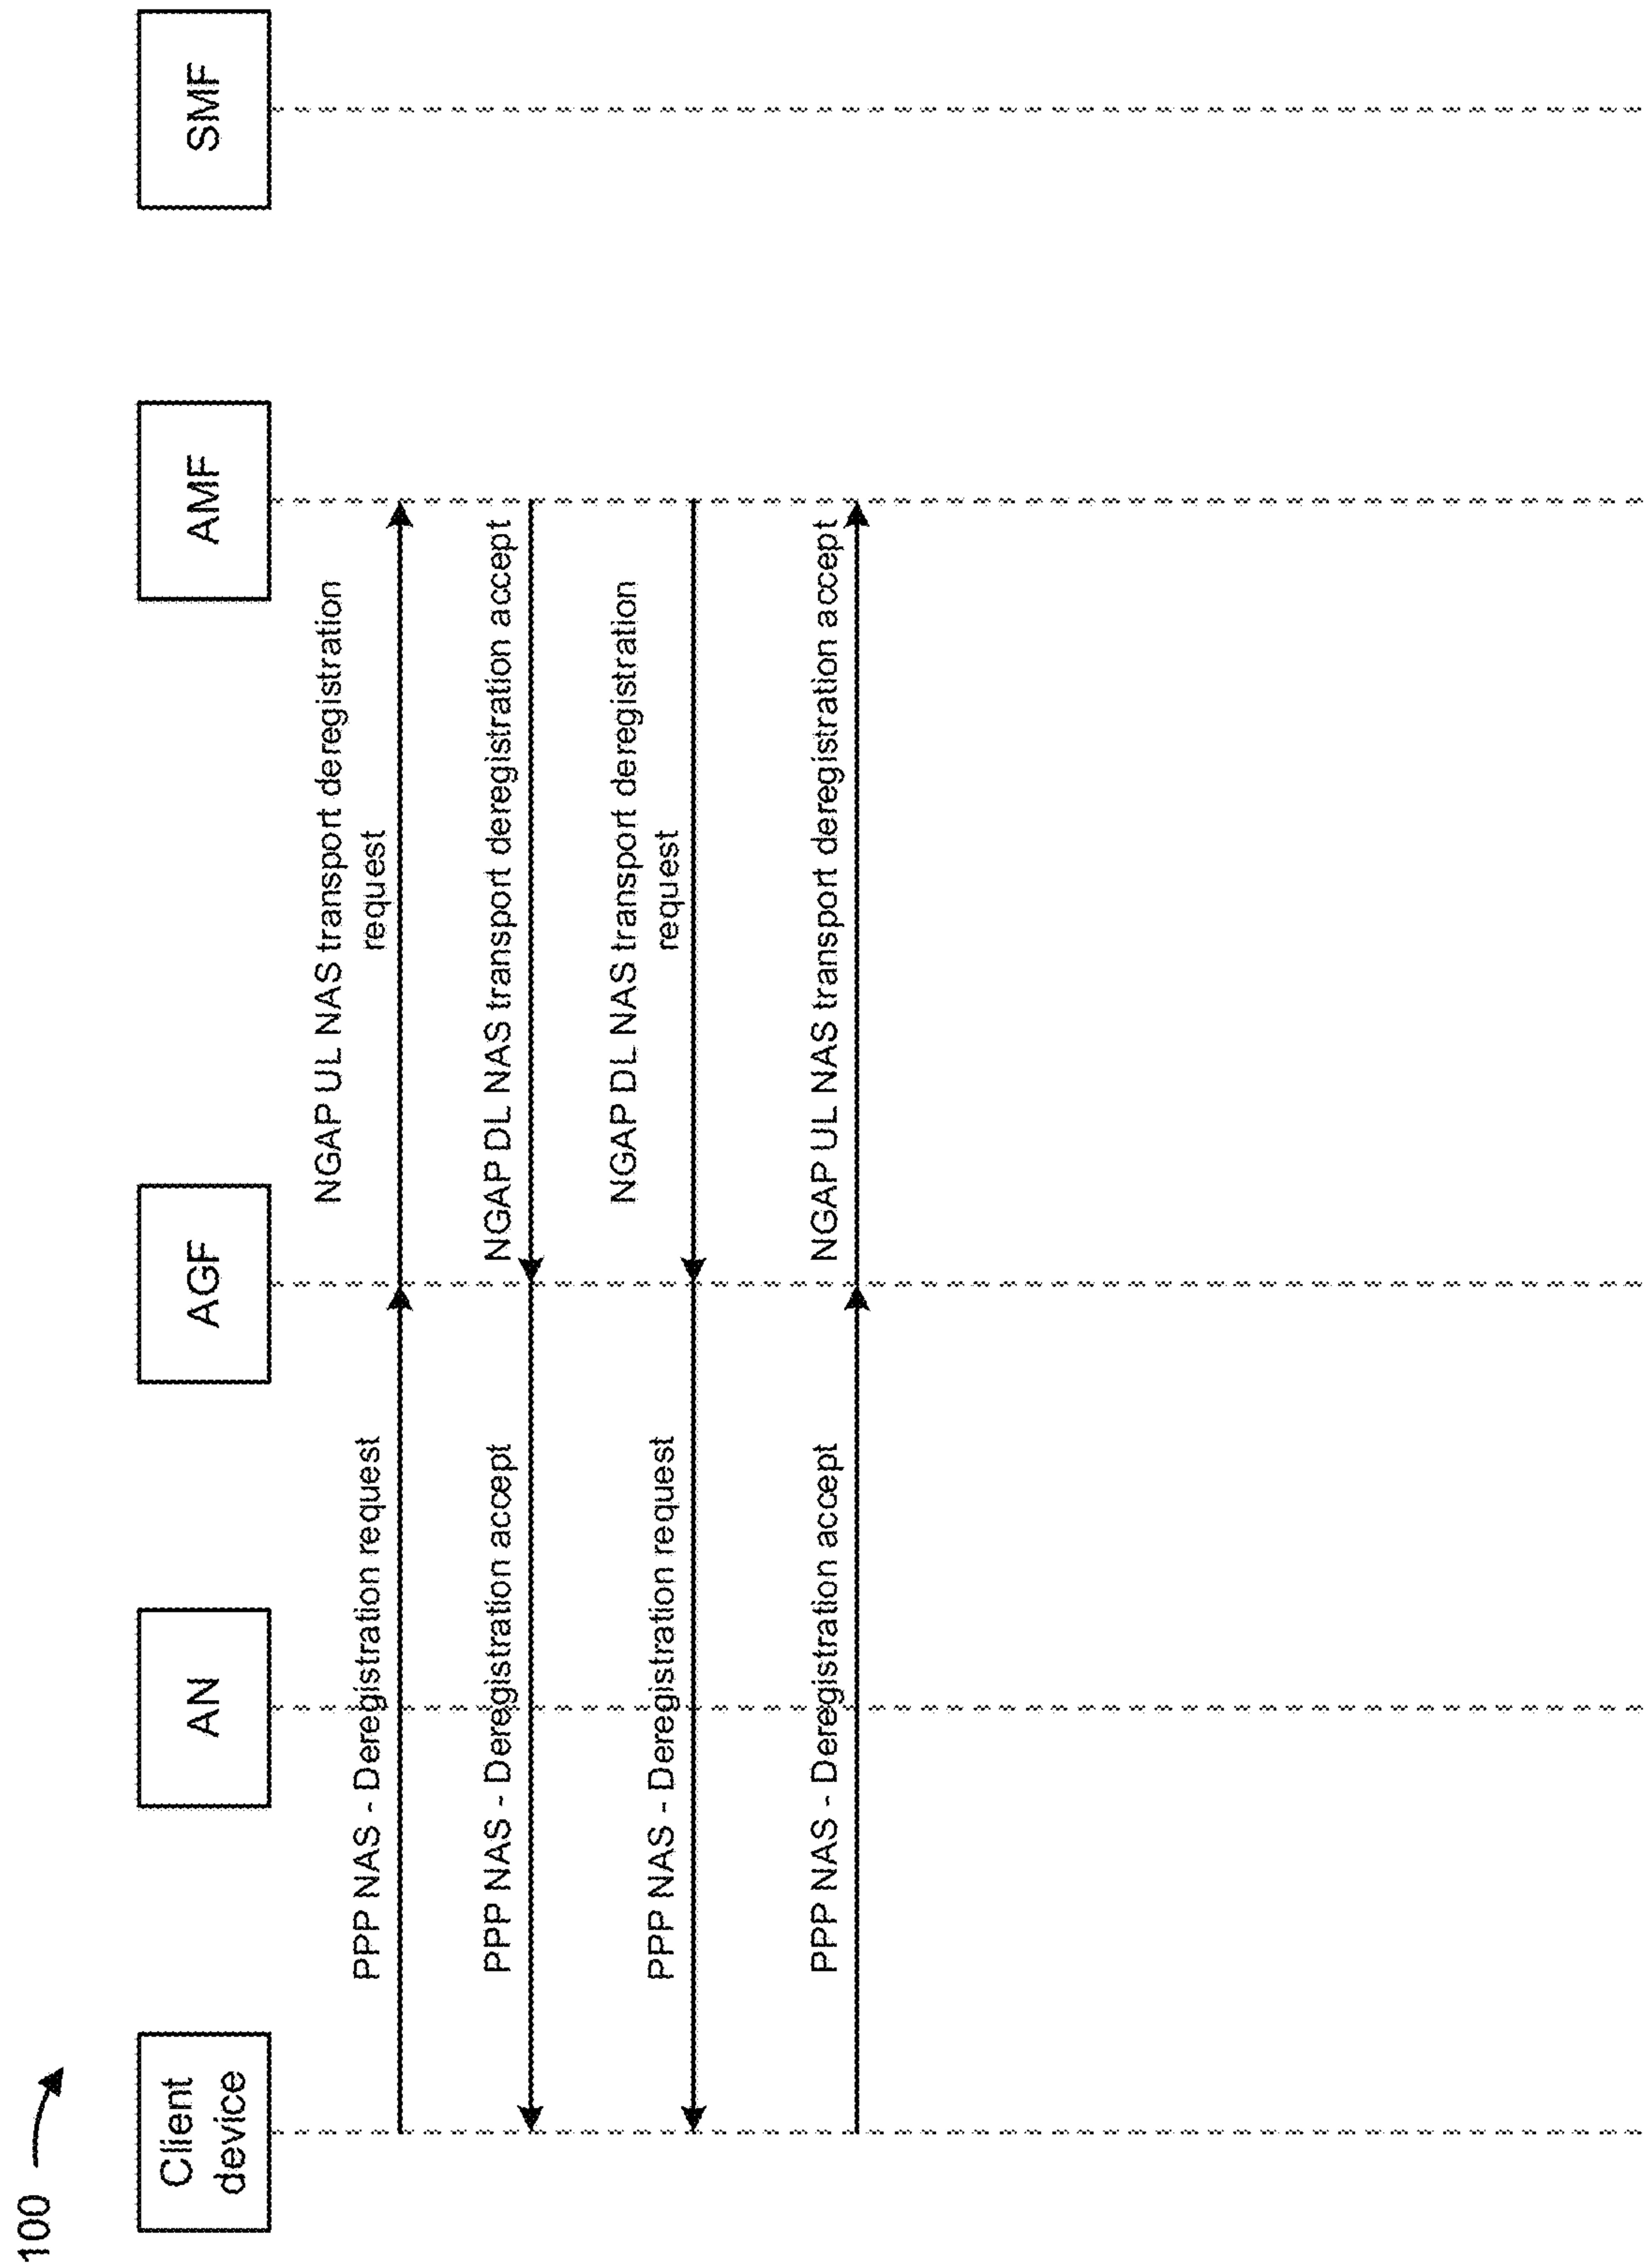 100
Client
device
AN
AGF
AMF
SMF
PPP NAS - Deregistration request
NGAP UL NAS transport deregistration
request
PPP NAS - Deregistration accept
NGAP DL NAS transport deregistration accept
PPP NAS - Deregistration request
NGAP DL NAS transport deregistration
request
PPP NAS - Deregistration accept
NGAP UL NAS transport deregistration accept